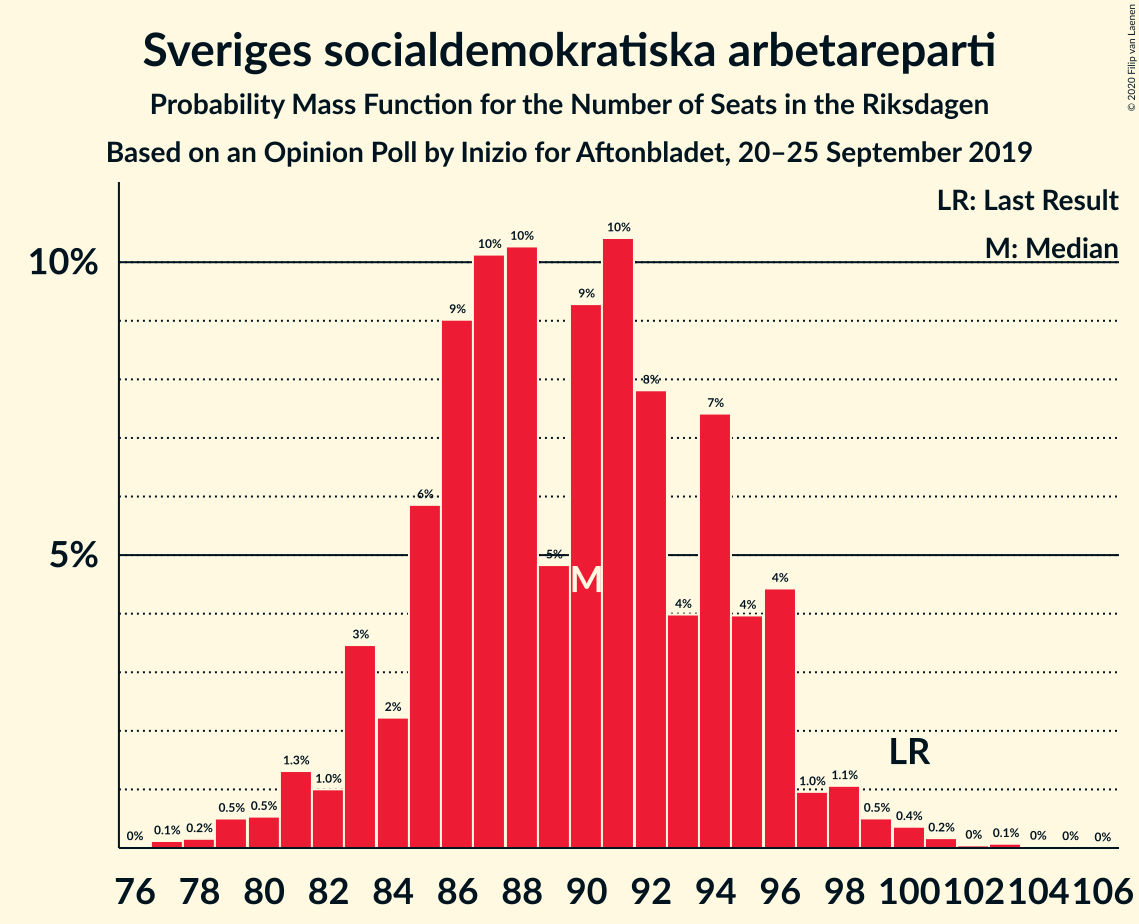 Sveriges socialdemokratiska arbetareparti
Probability Mass Function for the Number of Seats in the Riksdagen
Based on an Opinion Poll by Inizio for Aftonbladet, 20–25 September 2019
© 2020 Filip van Laenen
LR: Last Result
M: Median
10%
5%
0% 0.1% 0.2% 0.5% 0.5% 1.3% 1.0% 3% 2% 6% 9% 10% 10% 5% 9% 10% 8% 4% 7% 4% 4% 1.0% 1.1% 0.5% 0.4% 0.2% 0% 0.1% 0% 0% 0%
M
LR
76 78 80 82 84 86 88 90 92 94 96 98 100 102 104 106